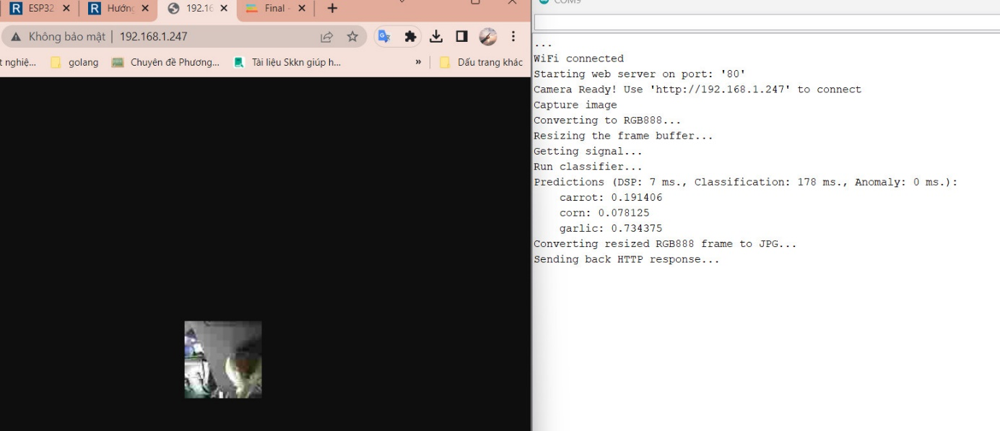 ESP32
Hướng
192.16
Final -
Không bảo mật
192.168.1.247
t nghiệ...
golang
Chuyên đề Phương...
Tài liệu Skkn giúp h...
»
Dấu trang khác
COM9
...
WiFi connected
Starting web server on port: '80'
Camera Ready! Use 'http://192.168.1.247' to connect
Capture image
Converting to RGB888...
Resizing the frame buffer...
Getting signal...
Run classifier...
Predictions (DSP: 7 ms., Classification: 178 ms., Anomaly: 0 ms.):
carrot: 0.191406
corn: 0.078125
garlic: 0.734375
Converting resized RGB888 frame to JPG...
Sending back HTTP response...